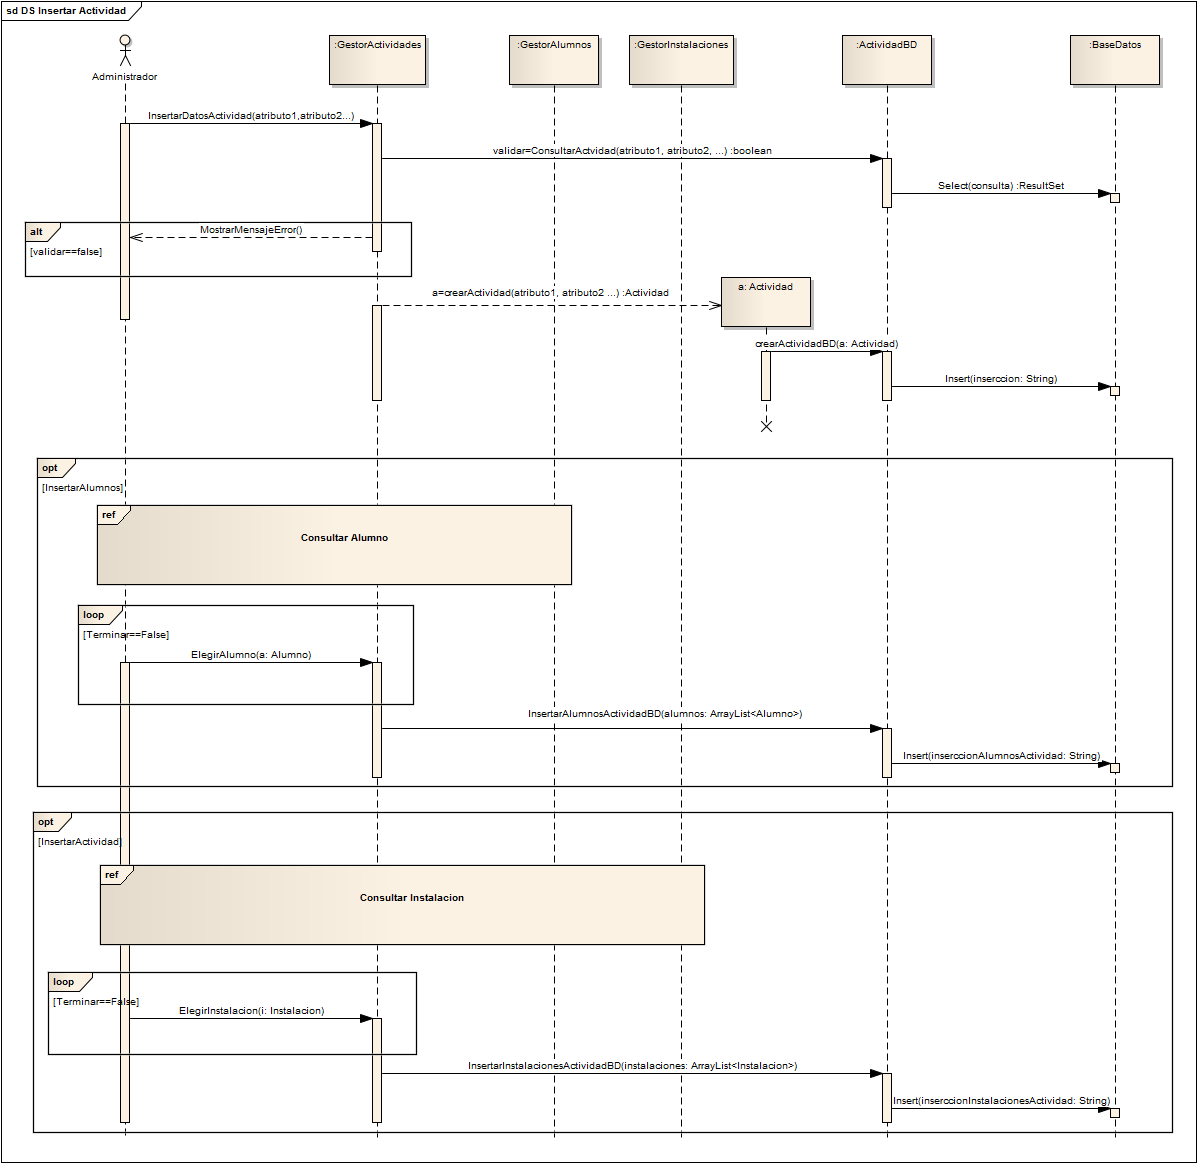 sd DS Insertar Actividad
Administrador
:GestorActividades
:GestorAlumnos
:GestorInstalaciones
:ActividadBD
:BaseDatos
InsertarDatosActividad(atributo1,atributo2...)
validar=ConsultarActvidad(atributo1, atributo2, ...) :boolean
Select(consulta) :ResultSet
alt
MostrarMensajeError()
[validar==false]
a: Actividad
a=crearActividad(atributo1, atributo2 ...) :Actividad
crearActividadBD(a: Actividad)
Insert(inserccion: String)
opt
[InsertarAlumnos]
ref
Consultar Alumno
loop
[Terminar==False]
ElegirAlumno(a: Alumno)
InsertarAlumnosActividadBD(alumnos: ArrayList<Alumno>)
Insert(inserccionAlumnosActividad: String)
opt
[InsertarActividad]
ref
Consultar Instalacion
loop
[Terminar==False]
ElegirInstalacion(i: Instalacion)
InsertarInstalacionesActividadBD(instalaciones: ArrayList<Instalacion>)
Insert(inserccionInstalacionesActividad: String)